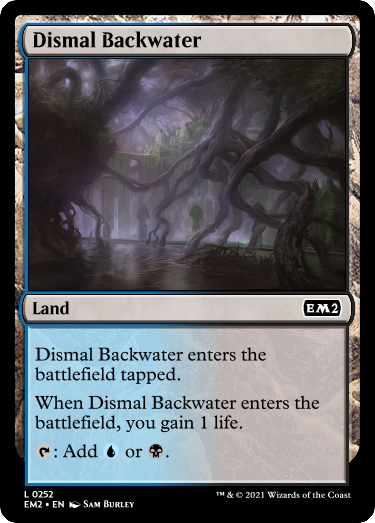 Dismal Backwater
Land
EM2
Dismal Backwater enters the
battlefield tapped.
When Dismal Backwater enters the
battlefield, you gain 1 life.
: Add or .
L 0252
EM2 • EN SAM BURLEY
™ & © 2021 Wizards of the Coast